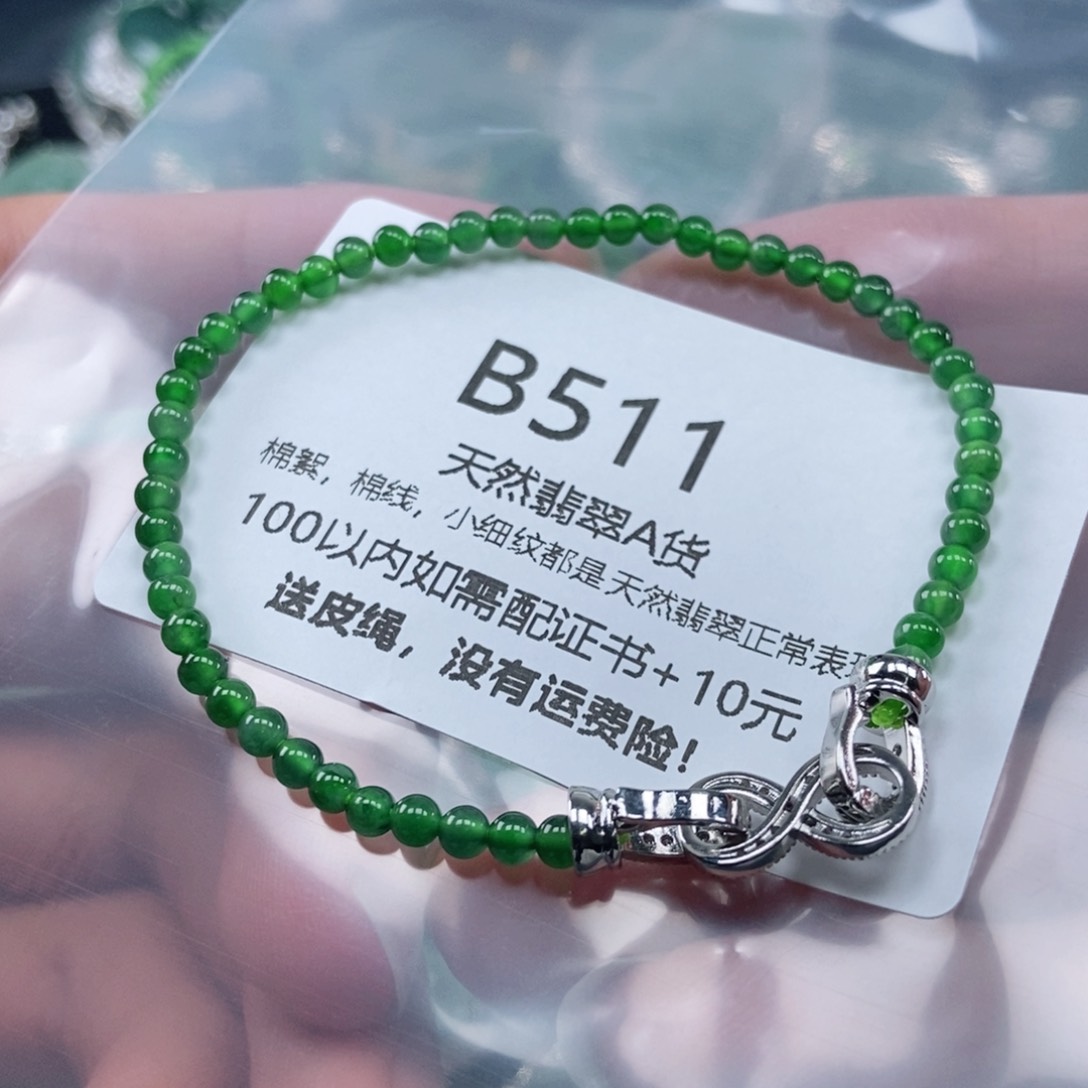 B511
天然翡翠A货
棉絮，棉线，小细纹都是天然翡翠正常表
100以内如需配证书+10元
送皮绳，没有运费险！